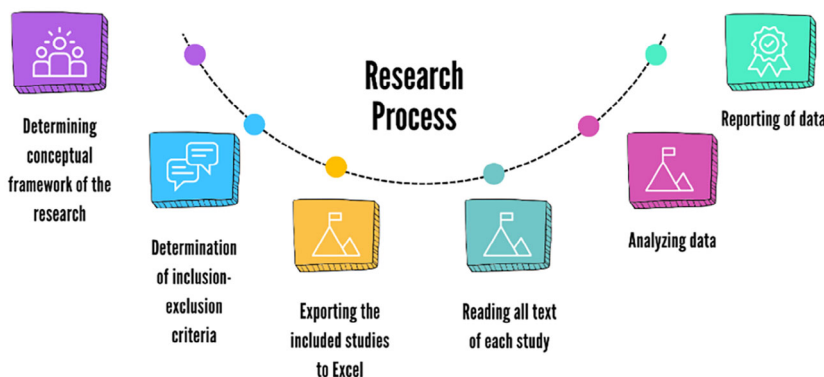 Research
Process
Determining
conceptual
framework of the
research
Determination
of inclusion-
exclusion
criteria
Exporting the
included studies
to Excel
Reading all text
of each study
Analyzing data
Reporting of data